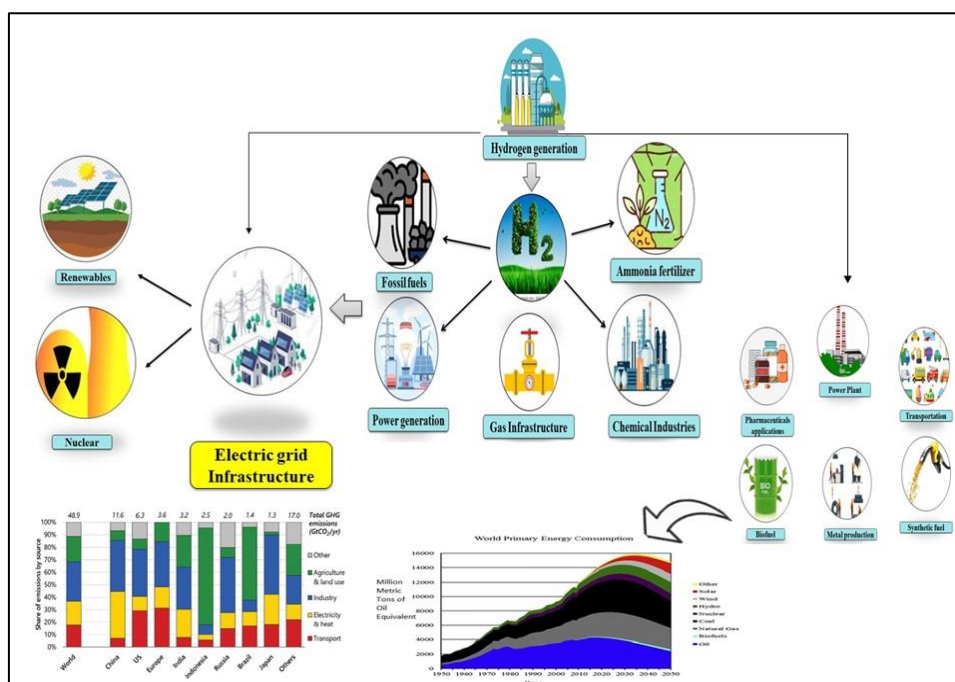 Hydrogen generation
Renewables
Fossil fuels
H2
E
N2
Ammonia fertilizer
Nuclear
Power generation
Gas Infrastructure
Chemical Industries
Pharmaceuticals
applications
Power Plant
Transportation
Electric grid
Infrastructure
BIO
Biofuel
Metal production
Synthetic fuel
48.9 11.6 6.3 3.6 3.2 2.5 2.0 1.4 1.3 17.0
Total GHG
emissions
(GtCO2/yr)
Share of emissions by source
100%
90%
80%
70%
60%
50%
40%
30%
20%
10%
0%
World
China
US
Europe
India
Indonesia
Russia
Brazil
Japan
Others
Other
Agriculture
& land use
Industry
Electricity
& heat
Transport
World Primary Energy Consumption
Million
Metric
Tons of
Oil
Equivalent
16000
14000
12000
10000
8000
6000
4000
2000
0
1950 1960 1970 1980 1990 2000 2010 2020 2030 2040 2050
Other
Solar
Wind
Hydro
Nuclear
Coal
Natural Gas
Biofuels
Oil